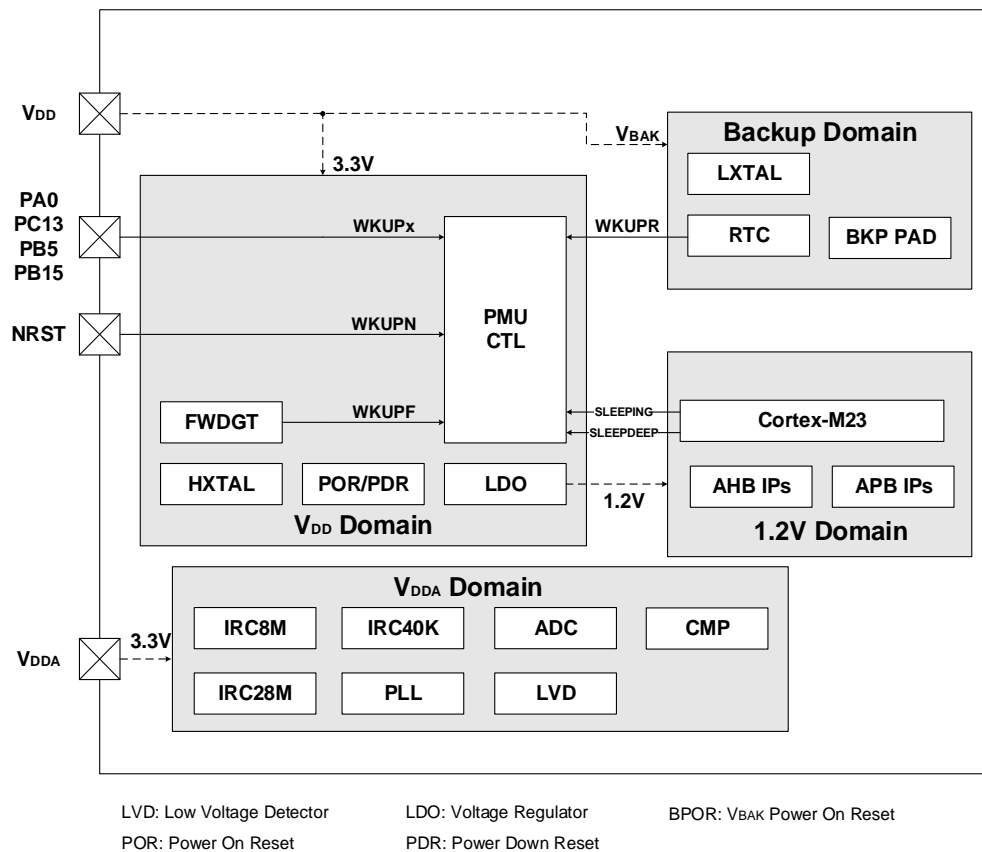 VDD
VBAK
Backup Domain
3.3V
LXTAL
PA0
PC13
PB5
PB15
WKUPx
WKUPR
RTC
BKP PAD
PMU
CTL
NRST
WKUPN
FWDGT
WKUPF
SLEEPING
SLEEPDEEP
Cortex-M23
HXTAL
POR/PDR
LDO
1.2V
AHB IPs
APB IPs
VDD Domain
1.2V Domain
VDDA Domain
VDDA
3.3V
IRC8M
IRC40K
ADC
CMP
IRC28M
PLL
LVD
LVD: Low Voltage Detector
LDO: Voltage Regulator
BPOR: VBAK Power On Reset
POR: Power On Reset
PDR: Power Down Reset